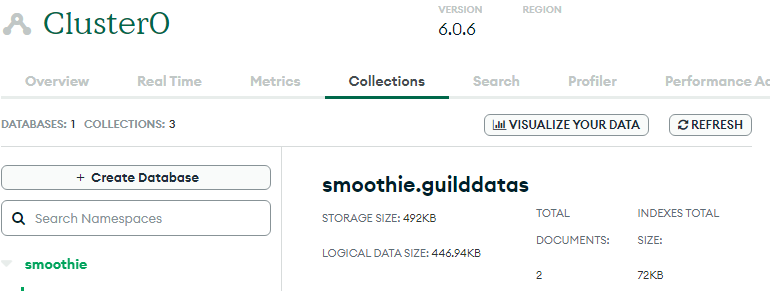 Cluster0
VERSION
6.0.6
REGION
Overview Real Time Metrics Collections Search Profiler Performance Ad
DATABASES: 1 COLLECTIONS: 3
VISUALIZE YOUR DATA
REFRESH
+ Create Database
Search Namespaces
smoothie
smoothie.guilddatas
STORAGE SIZE: 492KB
LOGICAL DATA SIZE: 446.94KB
TOTAL
DOCUMENTS:
2
INDEXES TOTAL
SIZE:
72KB